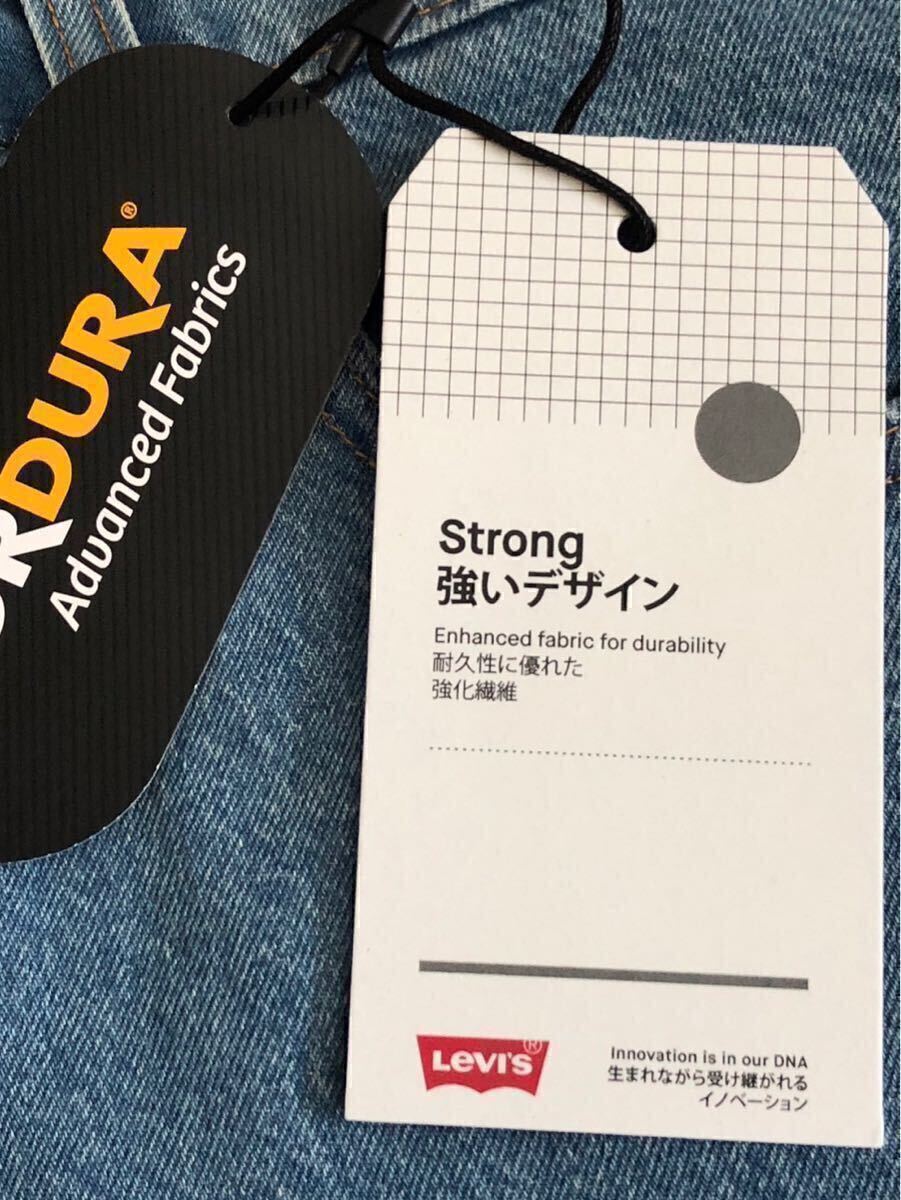 RDURA®
Advanced Fabrics
Strong
強いデザイン
Enhanced fabric for durability
耐久性に優れた
強化繊維
Levi's®
Innovation is in our DNA
生まれながら受け継がれる
イノベーション